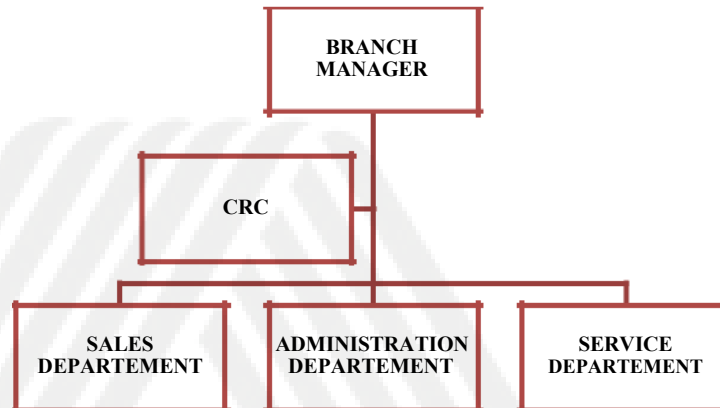 BRANCH
MANAGER
CRC
SALES
DEPARTEMENT
ADMINISTRATION
DEPARTEMENT
SERVICE
DEPARTEMENT